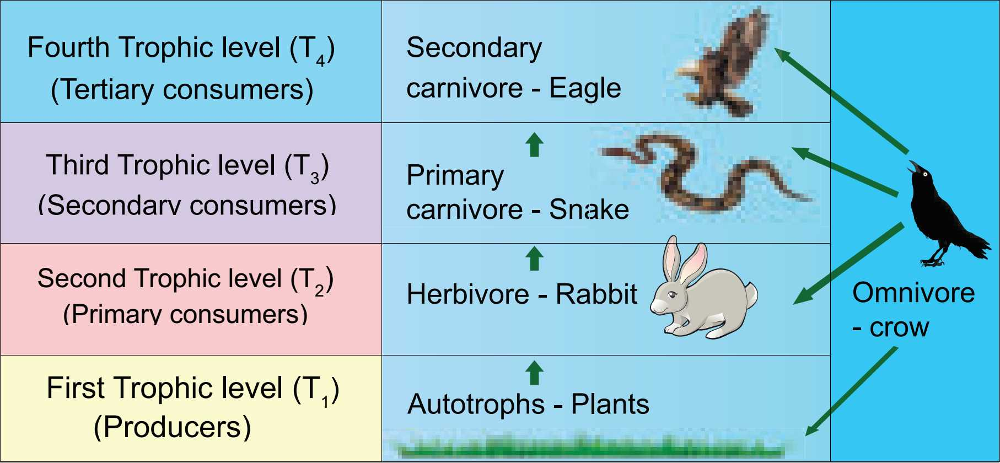 Fourth Trophic level (T4)
(Tertiary consumers)
Secondary
carnivore - Eagle
Third Trophic level (T3)
(Secondary consumers)
Primary
carnivore - Snake
Second Trophic level (T2)
(Primary consumers)
Herbivore - Rabbit
Omnivore
- crow
First Trophic level (T1)
(Producers)
Autotrophs - Plants